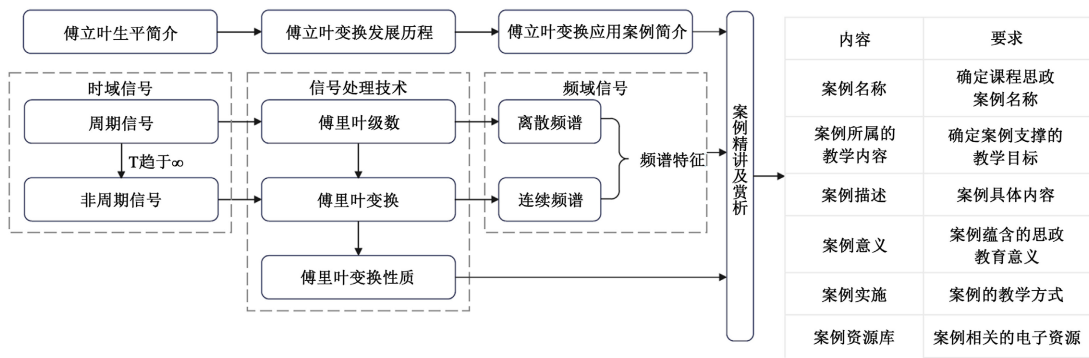 傅立叶生平简介
傅立叶变换发展历程
傅立叶变换应用案例简介
时域信号
信号处理技术
频域信号
周期信号
傅里叶级数
离散频谱
T趋于∞
频谱特征
非周期信号
傅里叶变换
连续频谱
傅里叶变换性质
案例精讲及赏析
内容
要求
案例名称
确定课程思政
案例名称
案例所属的
教学内容
确定案例支撑的
教学目标
案例描述
案例具体内容
案例意义
案例蕴含的思政
教育意义
案例实施
案例的教学方式
案例资源库
案例相关的电子资源